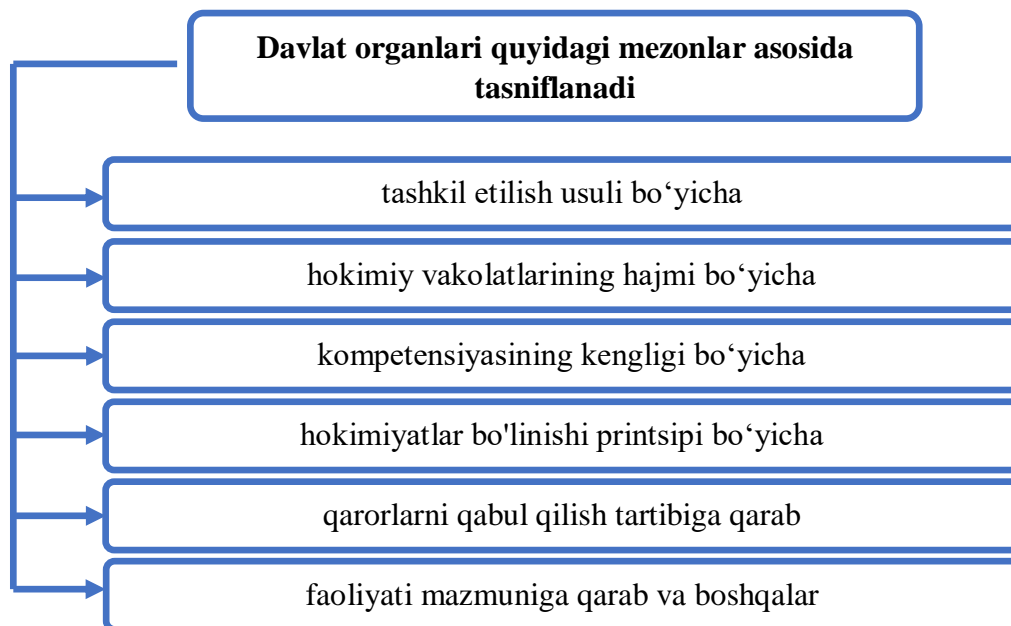 Davlat organlari quyidagi mezonlar asosida
tasniflanadi
tashkil etilish usuli bo‘yicha
hokimiy vakolatlarining hajmi bo‘yicha
kompetensiyasining kengligi bo‘yicha
hokimiyatlar bo'linishi printsipi bo‘yicha
qarorlarni qabul qilish tartibiga qarab
faoliyati mazmuniga qarab va boshqalar